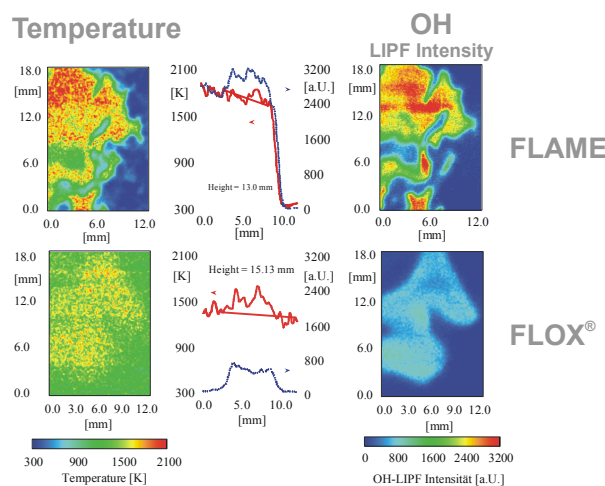 Temperature
OH
LIPF Intensity
18.0
[mm]
12.0
6.0
0.0
0.0 6.0 12.0
[mm]
2100
[K]
1500
900
300
3200
[a.U.]
2400
1600
800
0
Height = 13.0 mm
0.0 5.0 10.0
[mm]
18.0
[mm]
12.0
6.0
0.0
0.0 6.0 12.0
[mm]
FLAME
18.0
[mm]
12.0
6.0
0.0
0.0 3.0 6.0 9.0 12.0
[mm]
2100
[K]
1500
900
300
3200
[a.U.]
2400
1600
800
0
Height = 15.13 mm
0.0 5.0 10.0
[mm]
18.0
[mm]
12.0
6.0
0.0
0.0 3.0 6.0 9.0 12.0
[mm]
FLOX®
300 900 1500 2100
Temperature [K]
0 800 1600 2400 3200
OH-LIPF Intensität [a.U.]